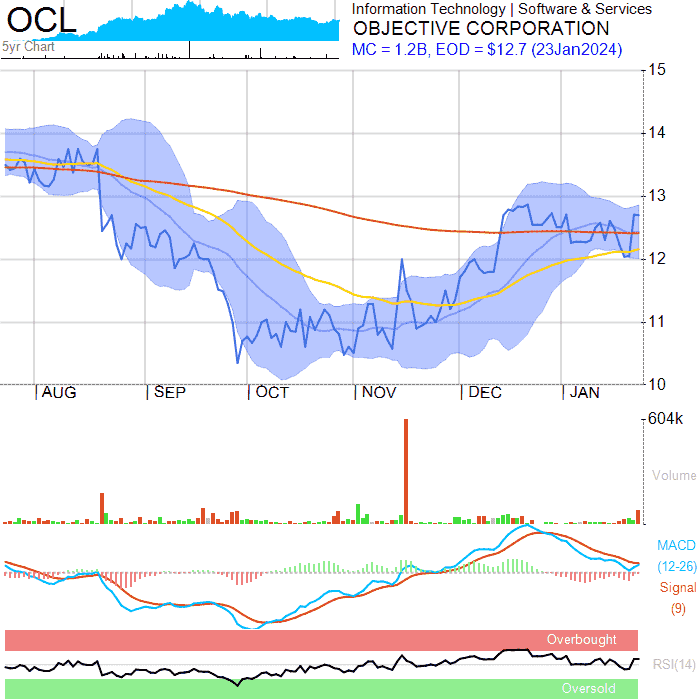 OCL
5yr Chart
Information Technology | Software & Services
OBJECTIVE CORPORATION
MC = 1.2B, EOD = $12.7 (23Jan2024)
15
14
13
12
11
10
AUG SEP OCT NOV DEC JAN
604k
Volume
MACD
(12-26)
Signal
(9)
Overbought
RSI(14)
Oversold